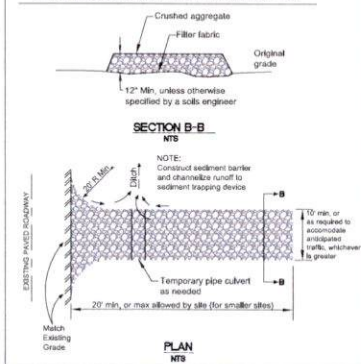 Crushed aggregate
Filter fabric
Original
grade
12" Min, unless otherwise
specified by a soils engineer
SECTION B-B
NTS
NOTE:
Construct sediment barrier
and channelize runoff to
sediment trapping device
20' R Min
Ditch
B
EXISTING PAVED ROADWAY
10' min, or
as required to
accomodate
anticipated
traffic, whichever
is greater
B
Temporary pipe culvert
as needed
20' min, or max allowed by site (for smaller sites)
Match
Existing
Grade
PLAN
NTS